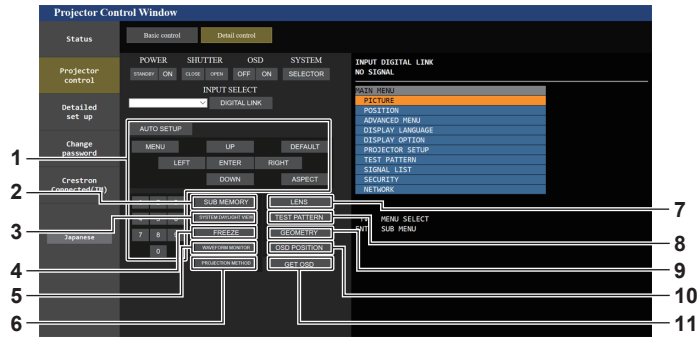 Projector Control Window
Status
Projector control
Detailed set up
Change password
Crestron Connected(TM)
Japanese
Basic control
Detail control
POWER SHUTTER OSD SYSTEM
STANDBY ON CLOSE OPEN OFF ON SELECTOR
INPUT SELECT
DIGITAL LINK
AUTO SETUP
MENU UP DEFAULT
LEFT ENTER RIGHT
DOWN ASPECT
SUB MEMORY LENS
SYSTEM DAYLIGHT VIEW TEST PATTERN
7 8
FREEZE GEOMETRY
0
WAVEFORM MONITOR OSD POSITION
PROJECTION METHOD GET OSD
INPUT DIGITAL LINK
NO SIGNAL
MAIN MENU
PICTURE
POSITION
ADVANCED MENU
DISPLAY LANGUAGE
DISPLAY OPTION
PROJECTOR SETUP
TEST PATTERN
SIGNAL LIST
SECURITY
NETWORK
MENU SELECT
SUB MENU
1
2
3
4
5
6
7
8
9
10
11